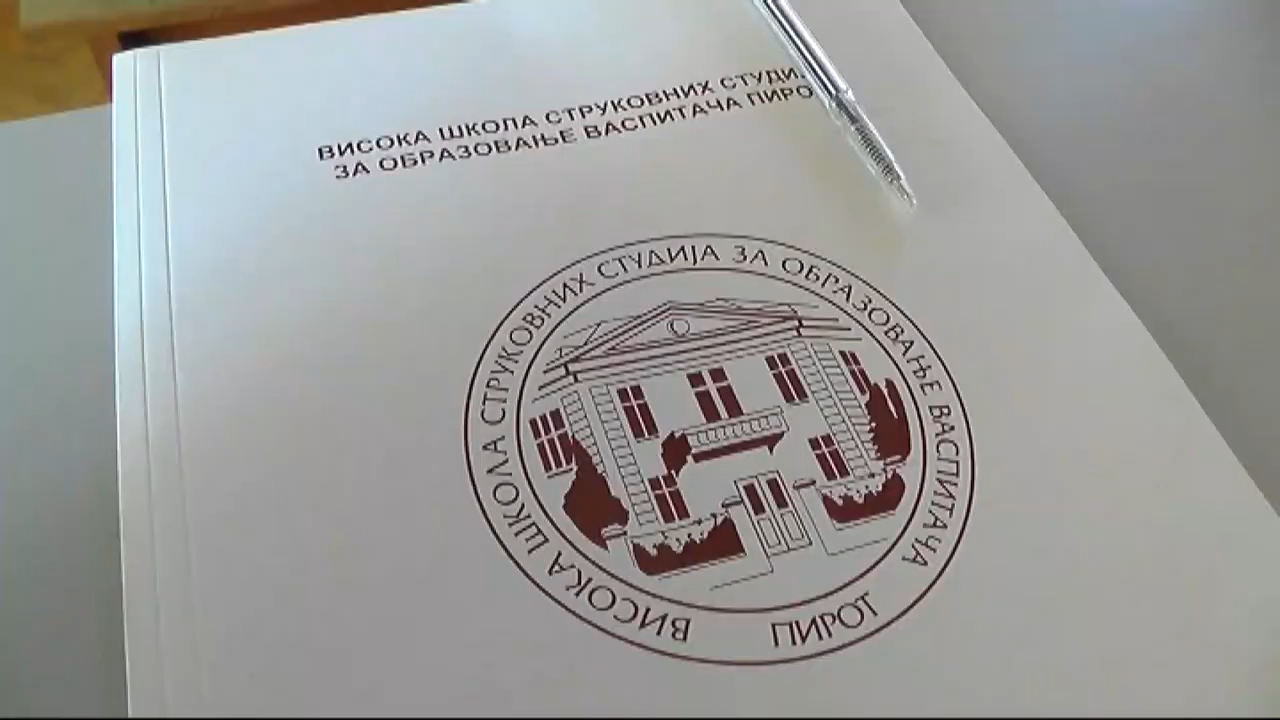 ВИСОКА ШКОЛА СТРУКОВНИХ
ЗА ОБРАЗОВАЊЕ ВАСПИТАЧА
ВИСОКА ШКОЛА СТРУКОВНИХ СТУДИЈА ЗА ОБРАЗОВАЊЕ ВАСПИТАЧА
ПИРОТ